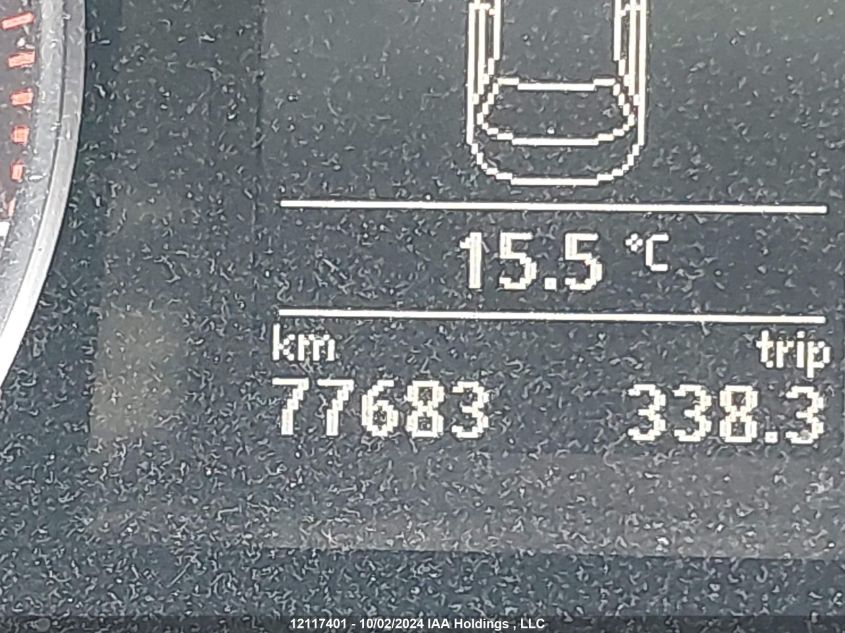 15.5 °C
km trip
77683 338.3
12117401 - 10/02/2024 IAA Holdings , LLC